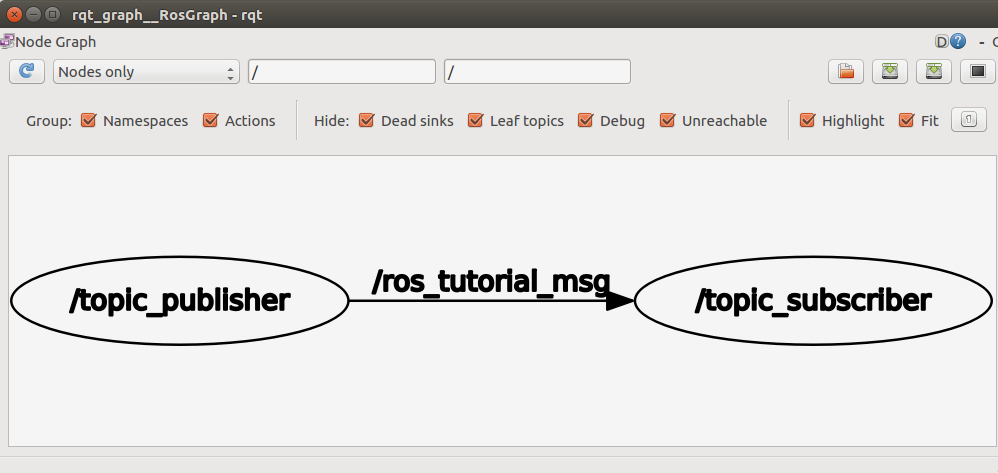 rqt_graph__RosGraph - rqt
Node Graph
D ? -
Nodes only / /
Group: Namespaces Actions Hide: Dead sinks Leaf topics Debug Unreachable Highlight Fit
/topic_publisher /ros_tutorial_msg /topic_subscriber